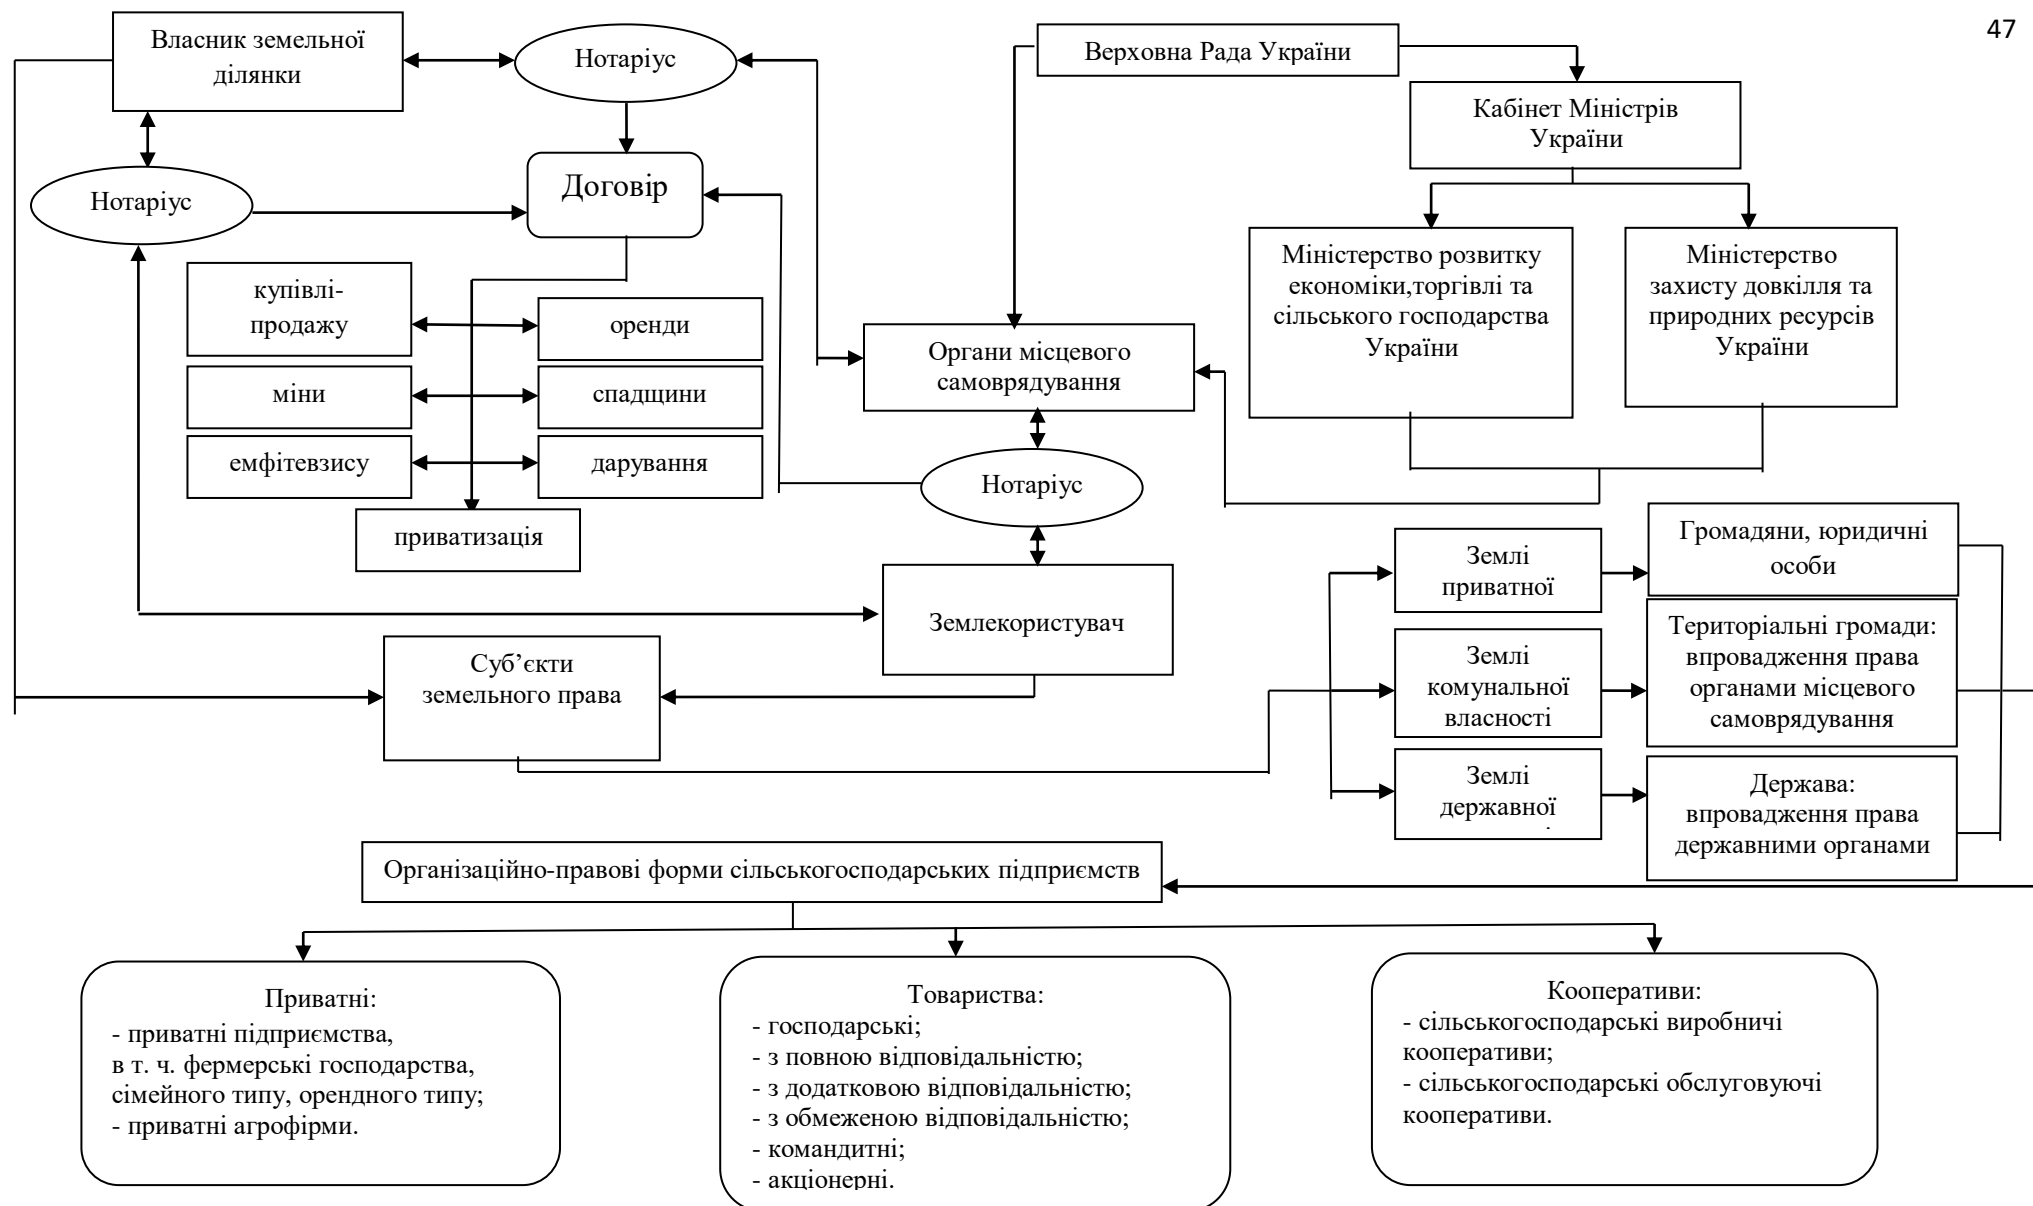 47
Власник земельної
ділянки
Нотаріус
Верховна Рада України
Кабінет Міністрів
України
Нотаріус
Договір
Міністерство розвитку
економіки,торгівлі та
сільського господарства
України
Міністерство
захисту довкілля та
природних ресурсів
України
купівлі-
продажу
оренди
міни
спадщини
емфітевзису
дарування
приватизація
Органи місцевого
самоврядування
Нотаріус
Землекористувач
Суб’єкти
земельного права
Землі
приватної
Громадяни, юридичні
особи
Землі
комунальної
власності
Територіальні громади:
впровадження права
органами місцевого
самоврядування
Землі
державної
Держава:
впровадження права
державними органами
Організаційно-правові форми сільськогосподарських підприємств
Приватні:
- приватні підприємства,
в т. ч. фермерські господарства,
сімейного типу, орендного типу;
- приватні агрофірми.
Товариства:
- господарські;
- з повною відповідальністю;
- з додатковою відповідальністю;
- з обмеженою відповідальністю;
- командитні;
- акціонерні.
Кооперативи:
- сільськогосподарські виробничі
кооперативи;
- сільськогосподарські обслуговуючі
кооперативи.